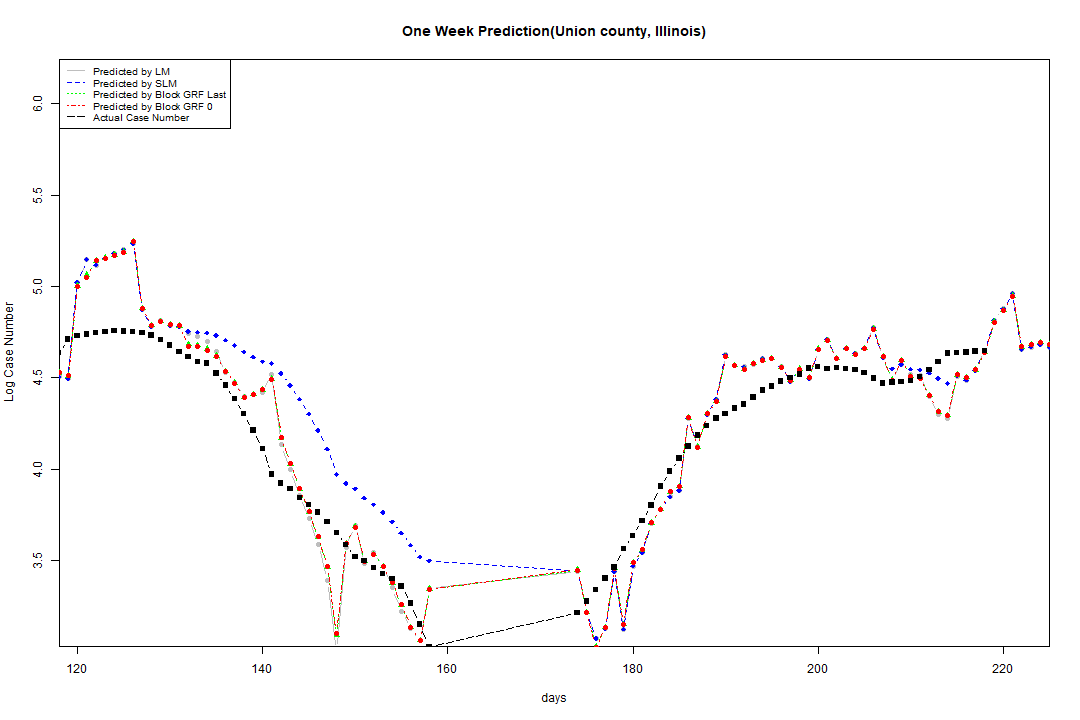 One Week Prediction(Union county, Illinois)
Predicted by LM
Predicted by SLM
Predicted by Block GRF Last
Predicted by Block GRF 0
Actual Case Number
6.0
5.5
5.0
4.5
4.0
3.5
Log Case Number
120 140 160 180 200 220
days